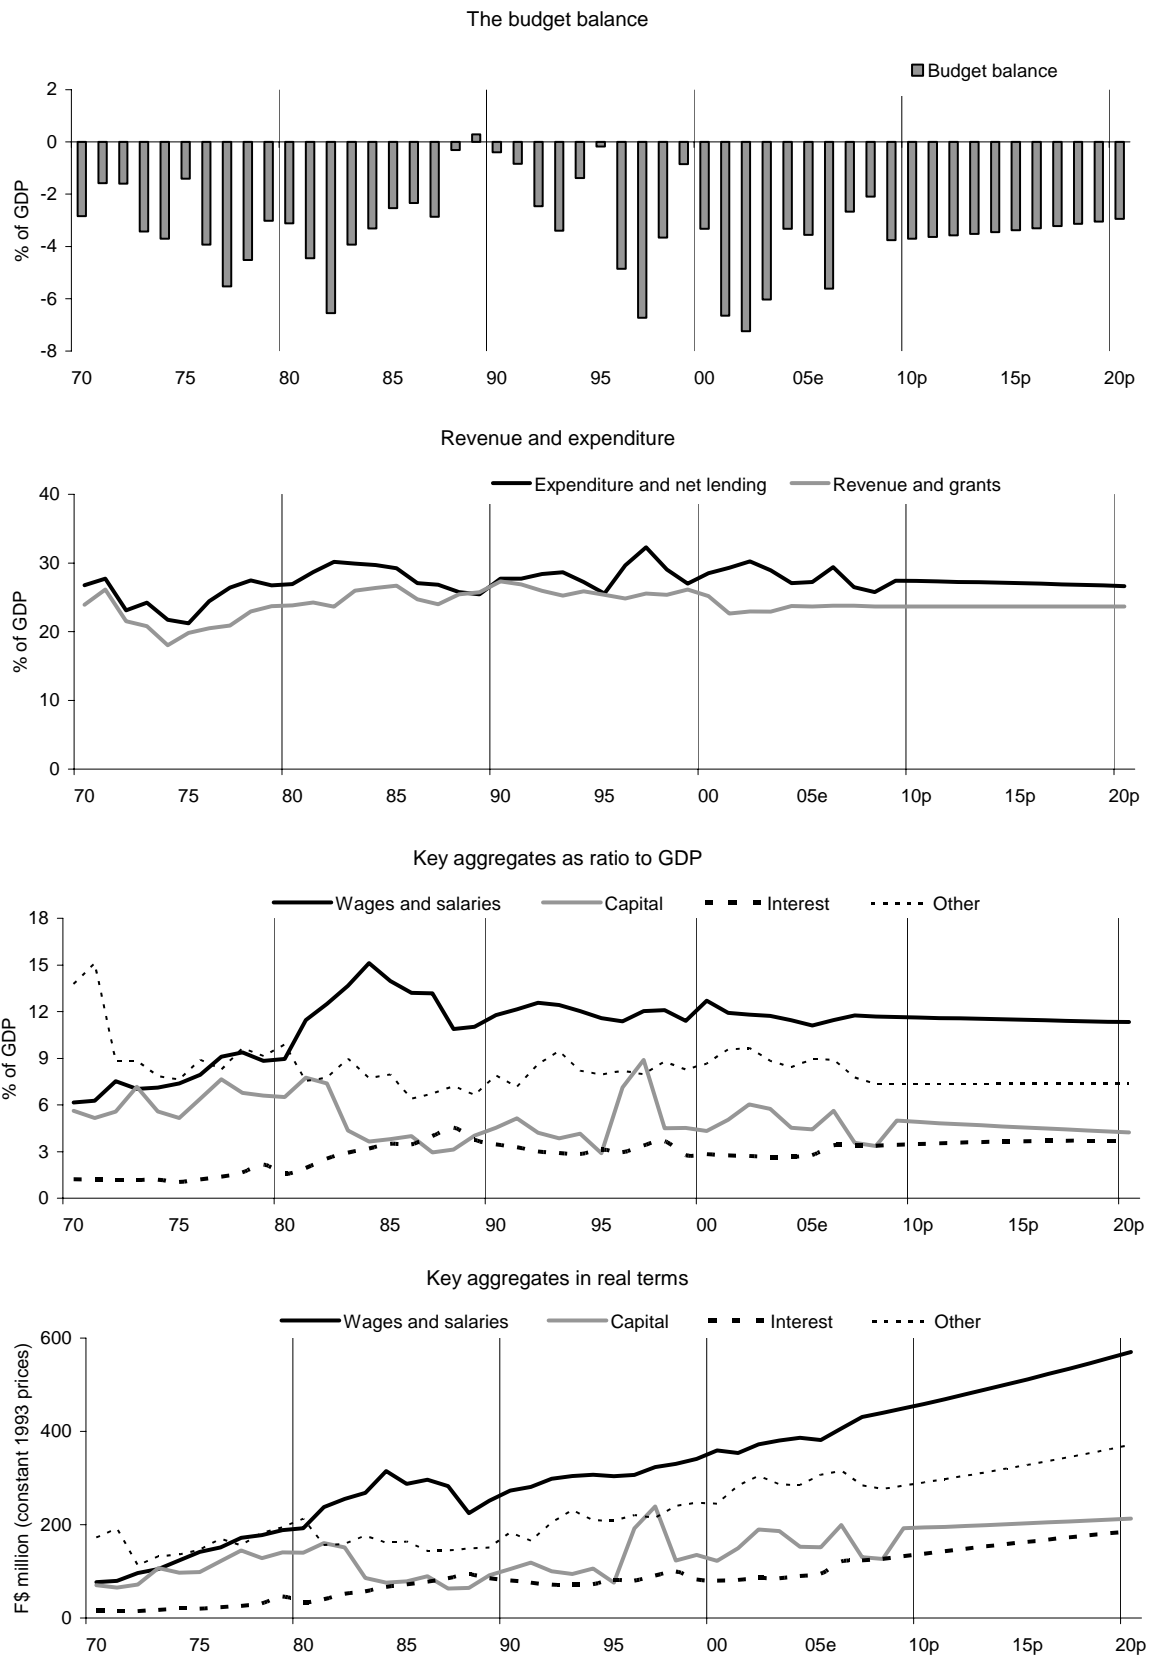 The budget balance
Budget balance
% of GDP
2
0
-2
-4
-6
-8
70 75 80 85 90 95 00 05e 10p 15p 20p
Revenue and expenditure
Expenditure and net lending Revenue and grants
% of GDP
40
30
20
10
0
70 75 80 85 90 95 00 05e 10p 15p 20p
Key aggregates as ratio to GDP
Wages and salaries Capital Interest Other
% of GDP
18
15
12
9
6
3
0
70 75 80 85 90 95 00 05e 10p 15p 20p
Key aggregates in real terms
Wages and salaries Capital Interest Other
F$ million (constant 1993 prices)
600
400
200
0
70 75 80 85 90 95 00 05e 10p 15p 20p